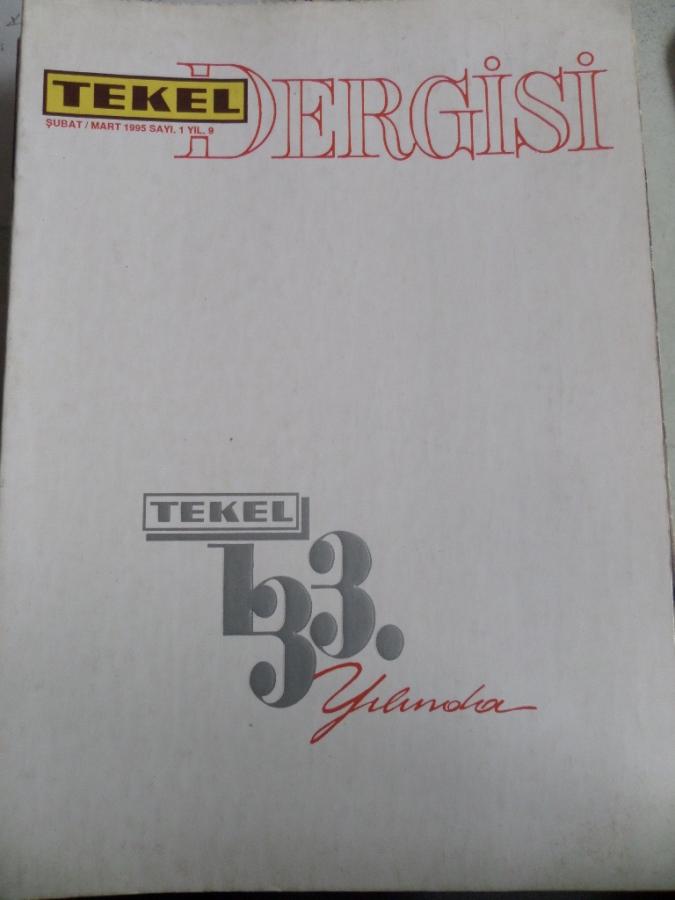 TEKEL DERGİSİ
ŞUBAT / MART 1995 SAYI. 1 YIL. 9
TEKEL
133.
Yılında